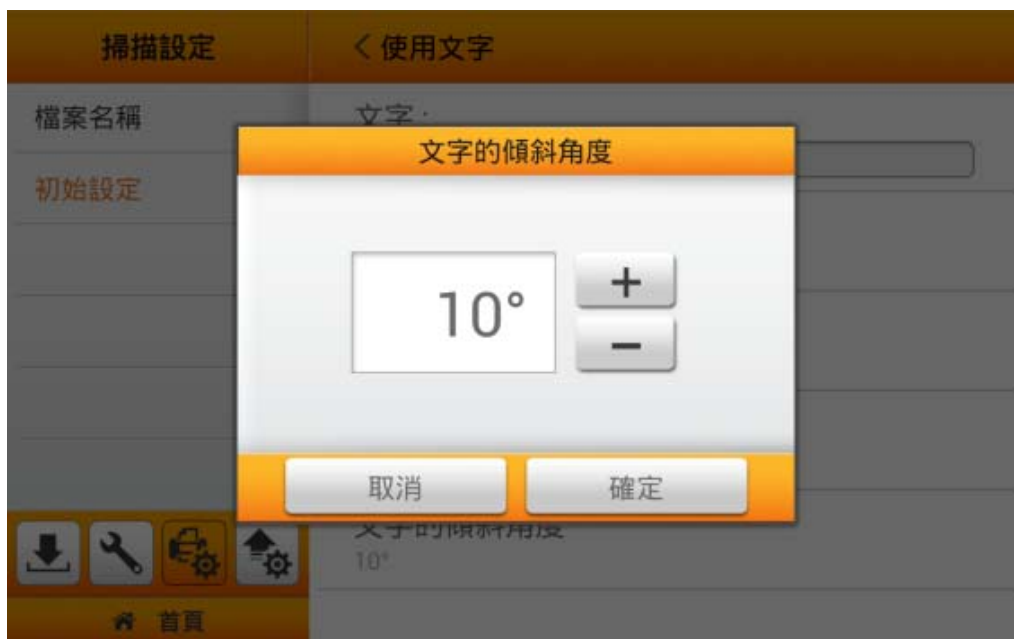 掃描設定
< 使用文字
檔案名稱
文字 :
初始設定
文字的傾斜角度
10°
+
−
取消
確定
文字的傾斜角度
10°
首頁